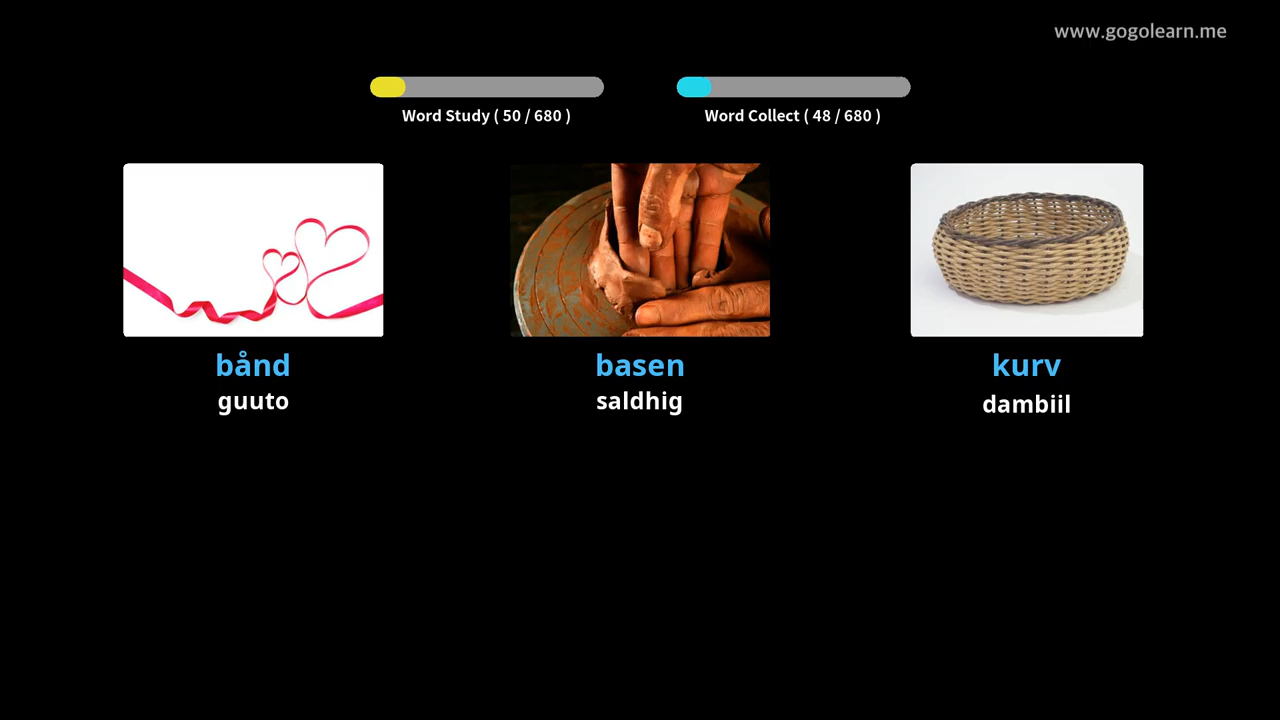 www.gogolearn.me
Word Study ( 50 / 680 )
Word Collect ( 48 / 680 )
bånd
basen
kurv
guuto
saldhig
dambiil